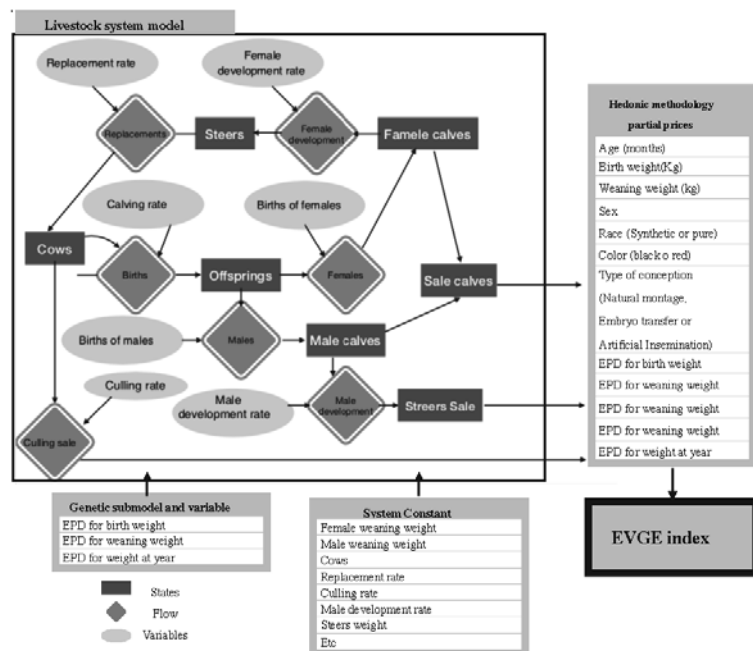 Livestock system model
Replacement rate
Female
development rate
Replacements
Steers
Female
development
Famele calves
Calving rate
Births of females
Cows
Births
Offsprings
Females
Sale calves
Births of males
Males
Male calves
Culling rate
Male
development rate
Male
development
Streers Sale
Culling sale
Hedonic methodology
partial prices
Age (months)
Birth weight(Kg)
Weaning weight (kg)
Sex
Race (Synthetic or pure)
Color (black o red)
Type of conception
(Natural montage,
Embryo transfer or
Artificial Insemination)
EPD for birth weight
EPD for weaning weight
EPD for weaning weight
EPD for weaning weight
EPD for weight at year
EVGE index
Genetic submodel and variable
EPD for birth weight
EPD for weaning weight
EPD for weight at year
States
Flow
Variables
System Constant
Female weaning weight
Male weaning weight
Cows
Replacement rate
Culling rate
Male development rate
Steers weight
Etc